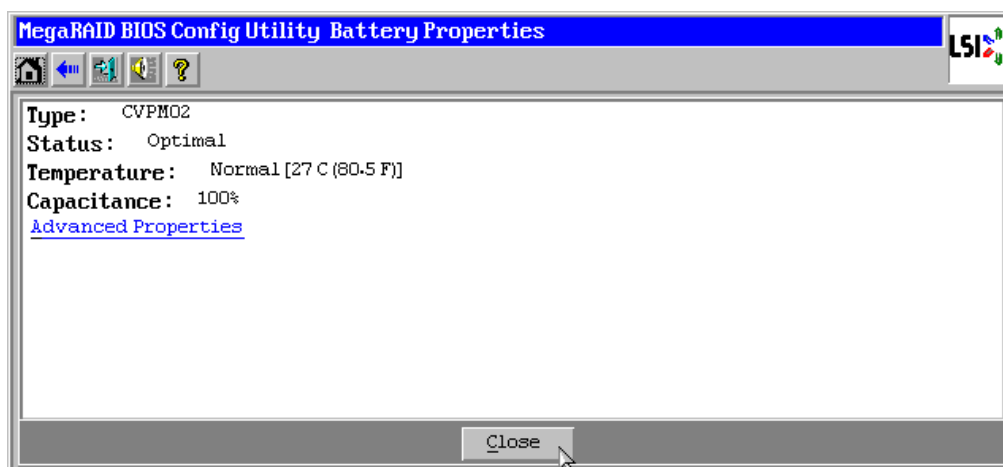 MegaRAID BIOS Config Utility Battery Properties
LSI
?
Type: CVPM02
Status: Optimal
Temperature: Normal [27 C (80.5 F)]
Capacitance: 100%
Advanced Properties
Close